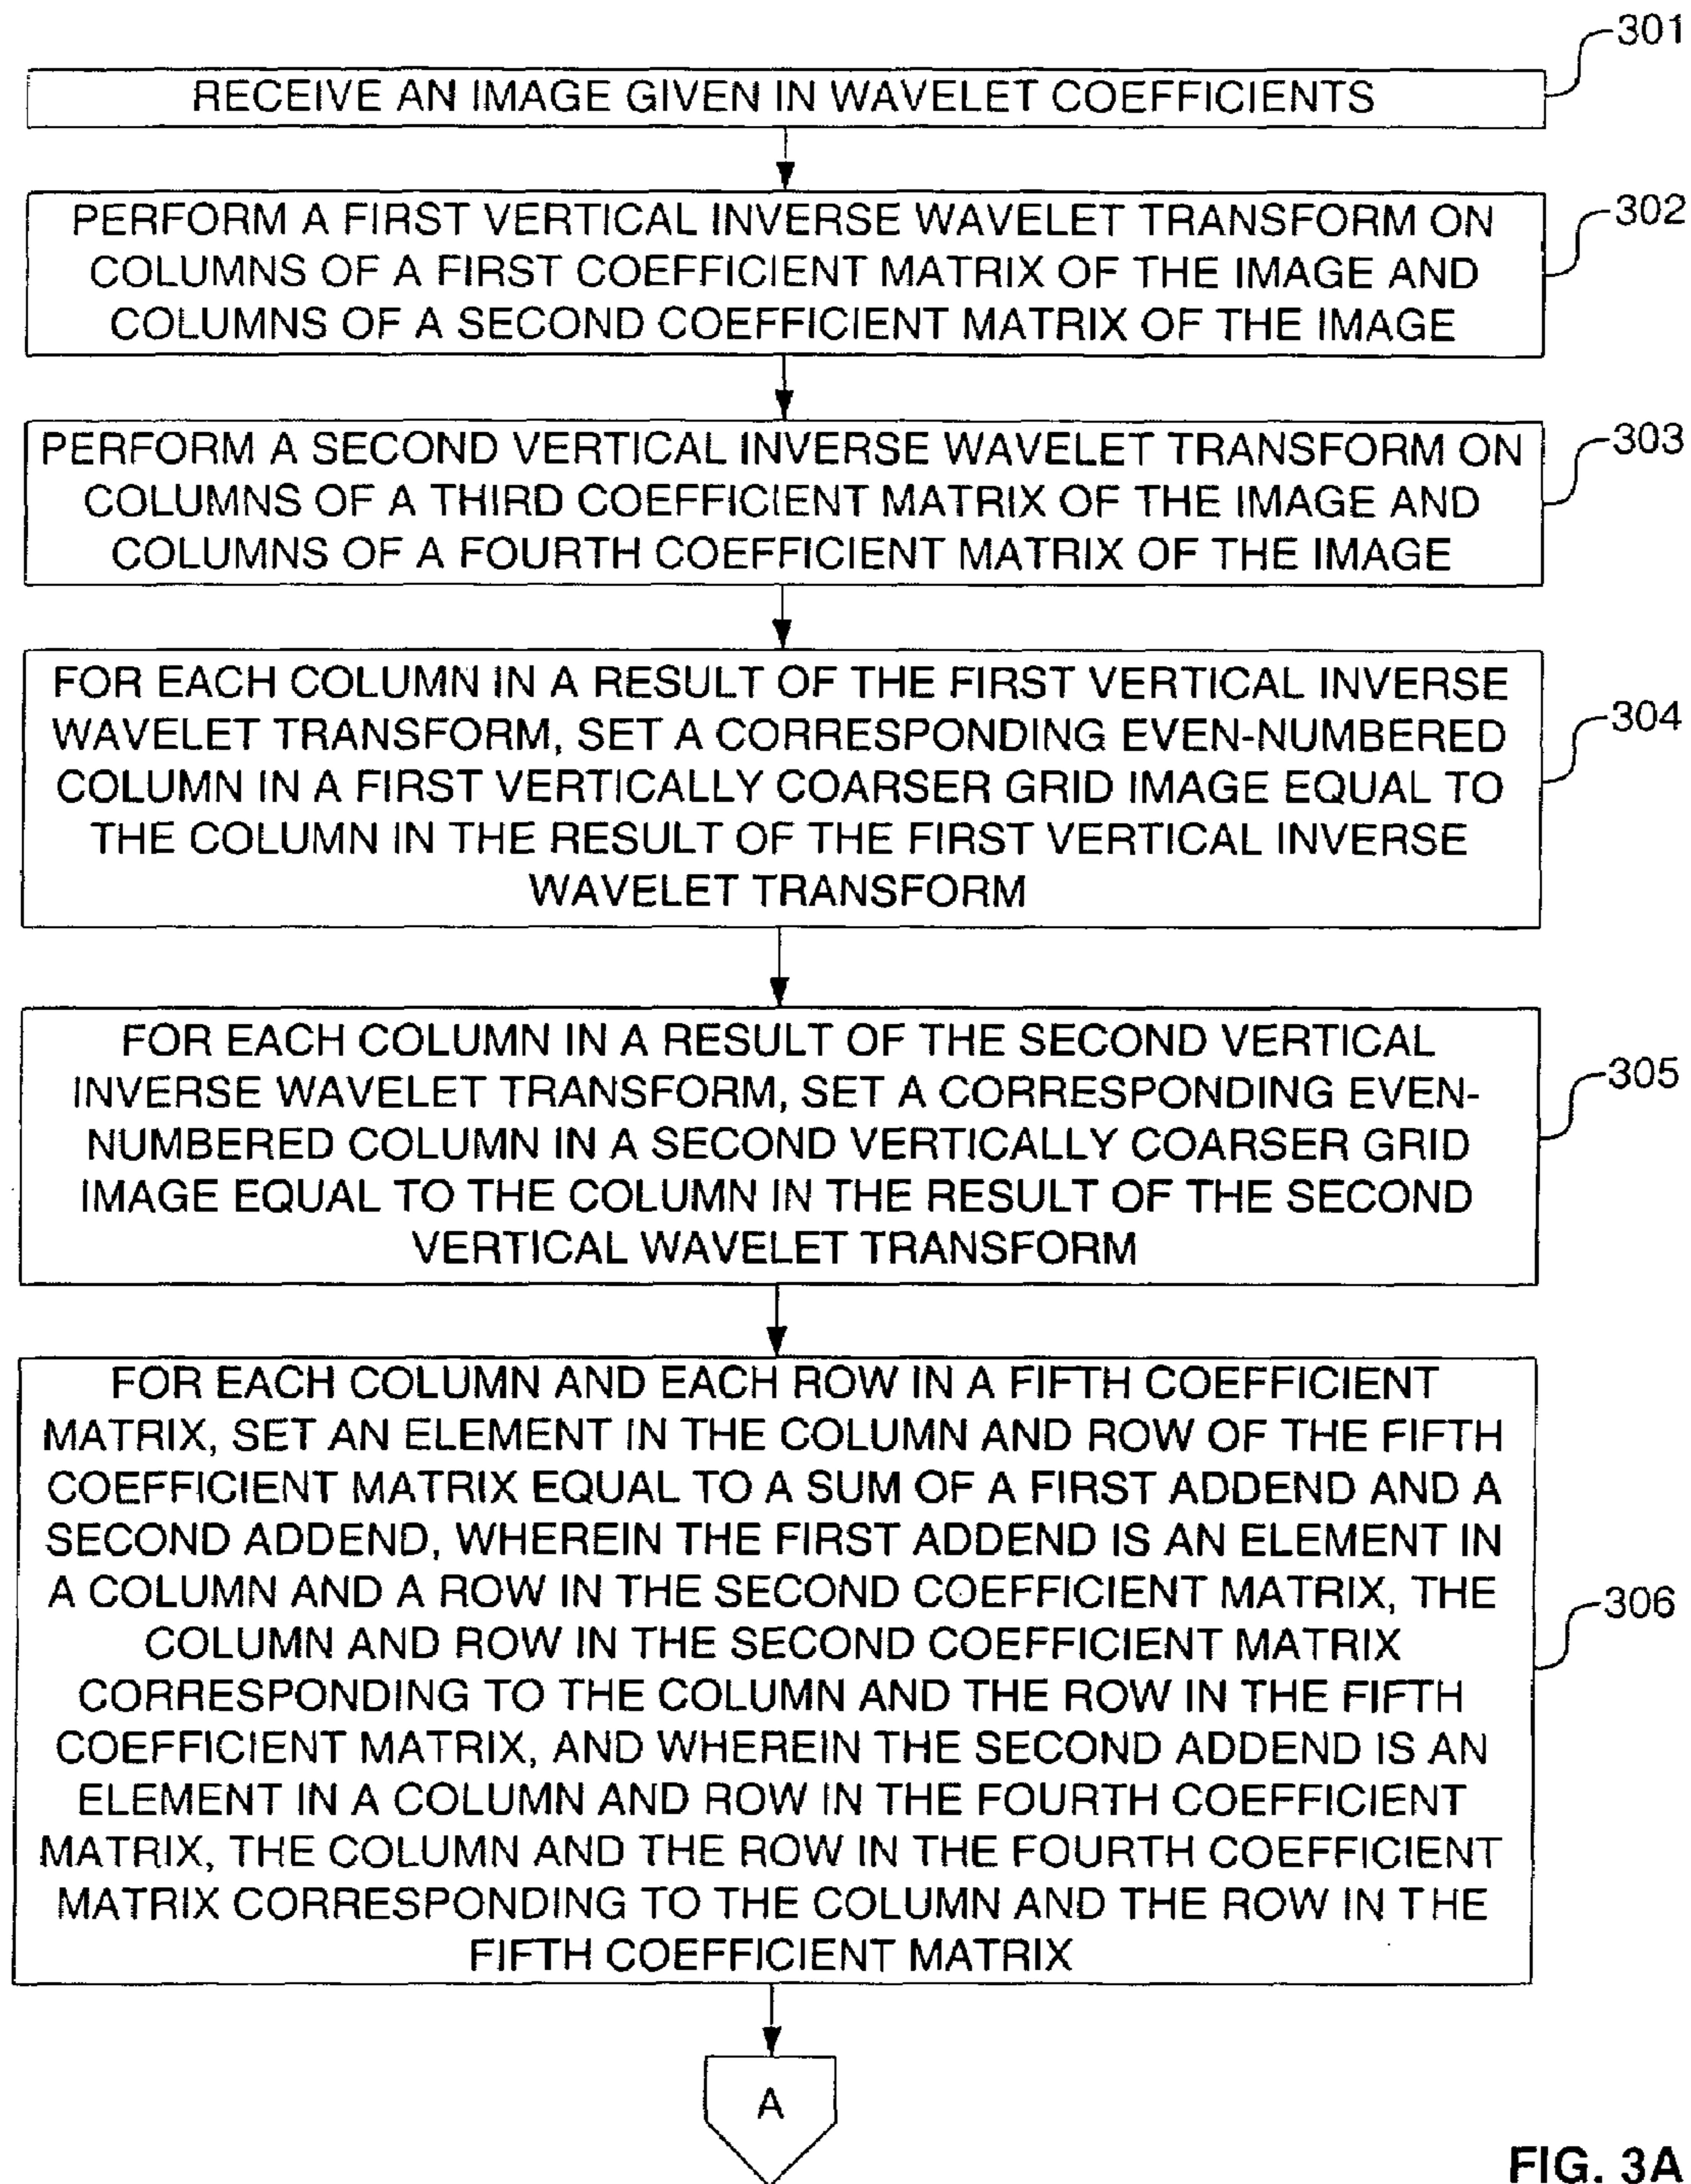 301
RECEIVE AN IMAGE GIVEN IN WAVELET COEFFICIENTS
302
PERFORM A FIRST VERTICAL INVERSE WAVELET TRANSFORM ON
COLUMNS OF A FIRST COEFFICIENT MATRIX OF THE IMAGE AND
COLUMNS OF A SECOND COEFFICIENT MATRIX OF THE IMAGE
303
PERFORM A SECOND VERTICAL INVERSE WAVELET TRANSFORM ON
COLUMNS OF A THIRD COEFFICIENT MATRIX OF THE IMAGE AND
COLUMNS OF A FOURTH COEFFICIENT MATRIX OF THE IMAGE
304
FOR EACH COLUMN IN A RESULT OF THE FIRST VERTICAL INVERSE
WAVELET TRANSFORM, SET A CORRESPONDING EVEN-NUMBERED
COLUMN IN A FIRST VERTICALLY COARSER GRID IMAGE EQUAL TO
THE COLUMN IN THE RESULT OF THE FIRST VERTICAL INVERSE
WAVELET TRANSFORM
305
FOR EACH COLUMN IN A RESULT OF THE SECOND VERTICAL
INVERSE WAVELET TRANSFORM, SET A CORRESPONDING EVEN-
NUMBERED COLUMN IN A SECOND VERTICALLY COARSER GRID
IMAGE EQUAL TO THE COLUMN IN THE RESULT OF THE SECOND
VERTICAL WAVELET TRANSFORM
306
FOR EACH COLUMN AND EACH ROW IN A FIFTH COEFFICIENT
MATRIX, SET AN ELEMENT IN THE COLUMN AND ROW OF THE FIFTH
COEFFICIENT MATRIX EQUAL TO A SUM OF A FIRST ADDEND AND A
SECOND ADDEND, WHEREIN THE FIRST ADDEND IS AN ELEMENT IN
A COLUMN AND A ROW IN THE SECOND COEFFICIENT MATRIX, THE
COLUMN AND ROW IN THE SECOND COEFFICIENT MATRIX
CORRESPONDING TO THE COLUMN AND THE ROW IN THE FIFTH
COEFFICIENT MATRIX, AND WHEREIN THE SECOND ADDEND IS AN
ELEMENT IN A COLUMN AND ROW IN THE FOURTH COEFFICIENT
MATRIX, THE COLUMN AND THE ROW IN THE FOURTH COEFFICIENT
MATRIX CORRESPONDING TO THE COLUMN AND THE ROW IN THE
FIFTH COEFFICIENT MATRIX
A
FIG. 3A